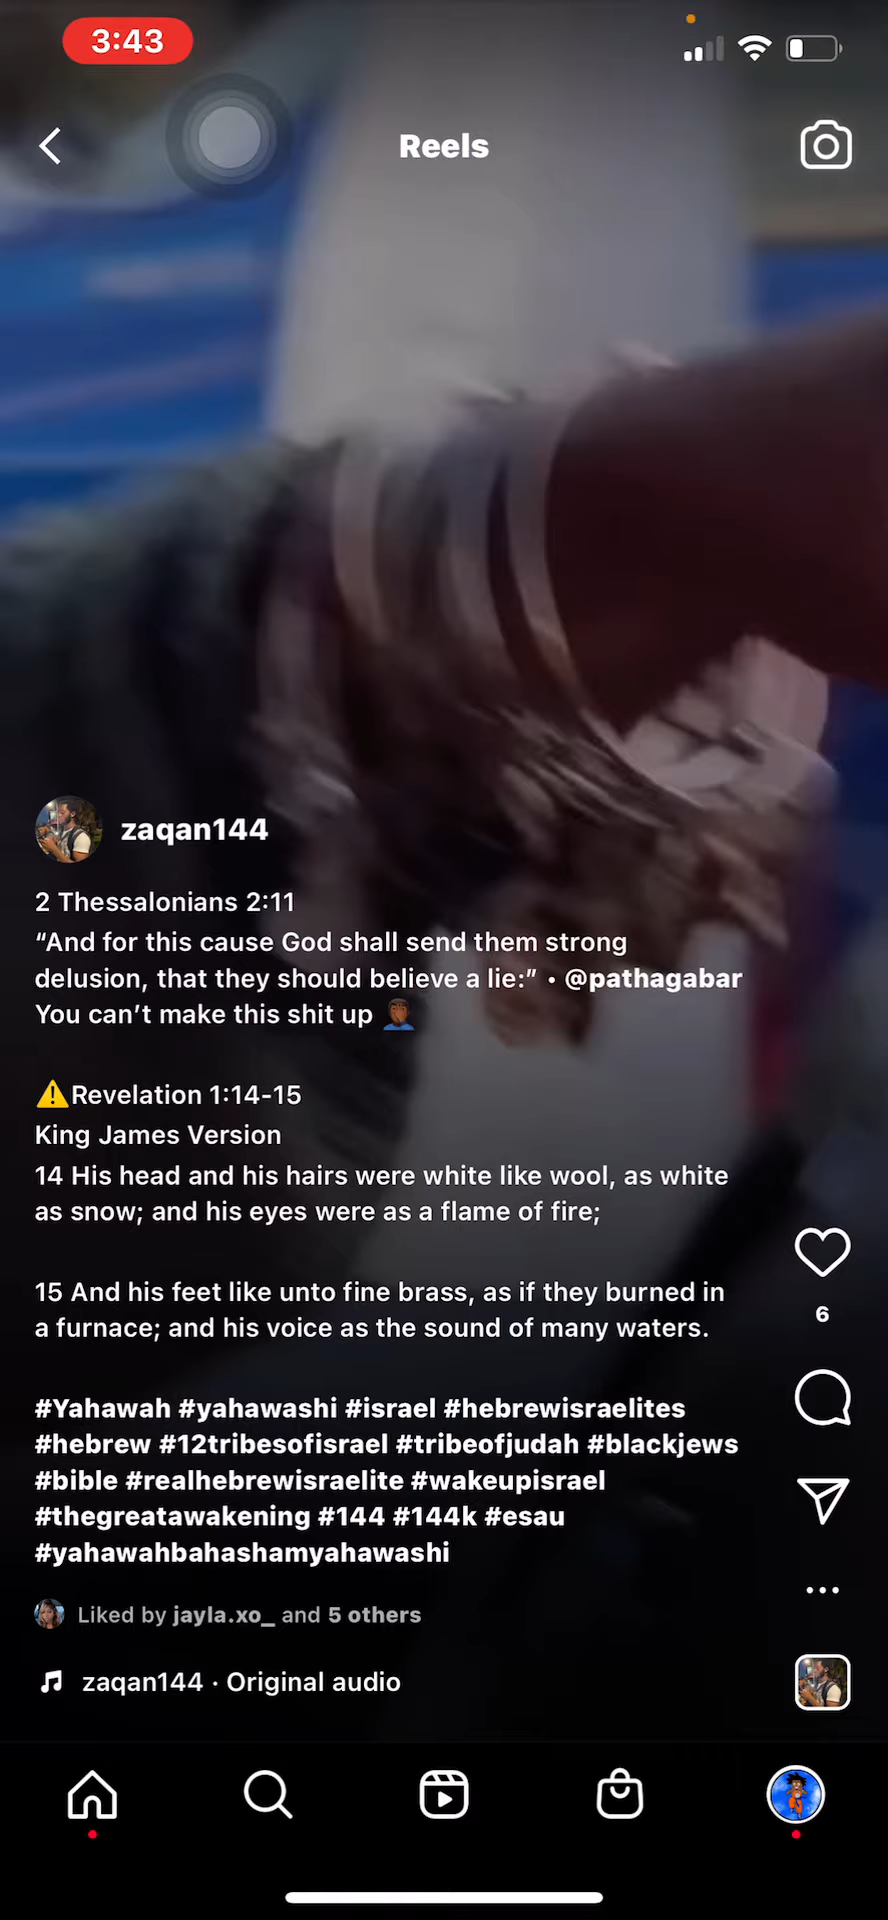 3:43
Reels
zaqan144
2 Thessalonians 2:11
“And for this cause God shall send them strong
delusion, that they should believe a lie:” • @pathagabar
You can’t make this shit up 🤦🏾‍♂️
⚠️Revelation 1:14-15
King James Version
14 His head and his hairs were white like wool, as white
as snow; and his eyes were as a flame of fire;
15 And his feet like unto fine brass, as if they burned in
a furnace; and his voice as the sound of many waters.
6
#Yahawah #yahawashi #israel #hebrewisraelites
#hebrew #12tribesofisrael #tribeofjudah #blackjews
#bible #realhebrewisraelite #wakeupisrael
#thegreatawakening #144 #144k #esau
#yahawahbahashamyahawashi
Liked by jayla.xo_ and 5 others
zaqan144 · Original audio